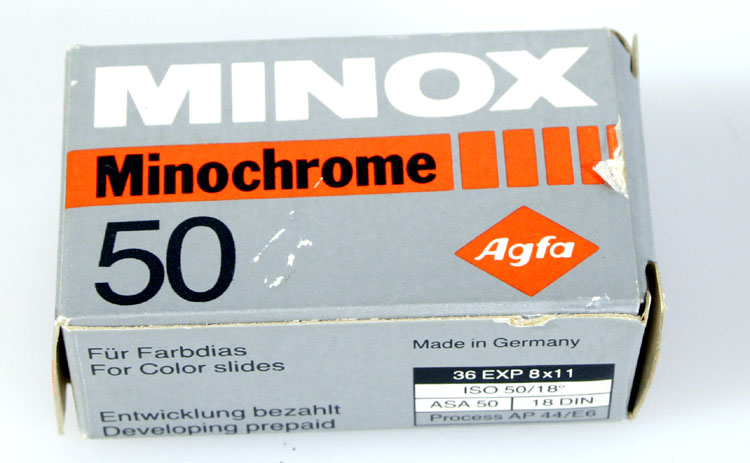 MINOX
Minochrome
50
Agfa
Für Farbdias
For Color slides
Entwicklung bezahlt
Developing prepaid
Made in Germany
36 EXP 8x11
ISO 50/18°
ASA 50 18 DIN
Process AP 44/E6